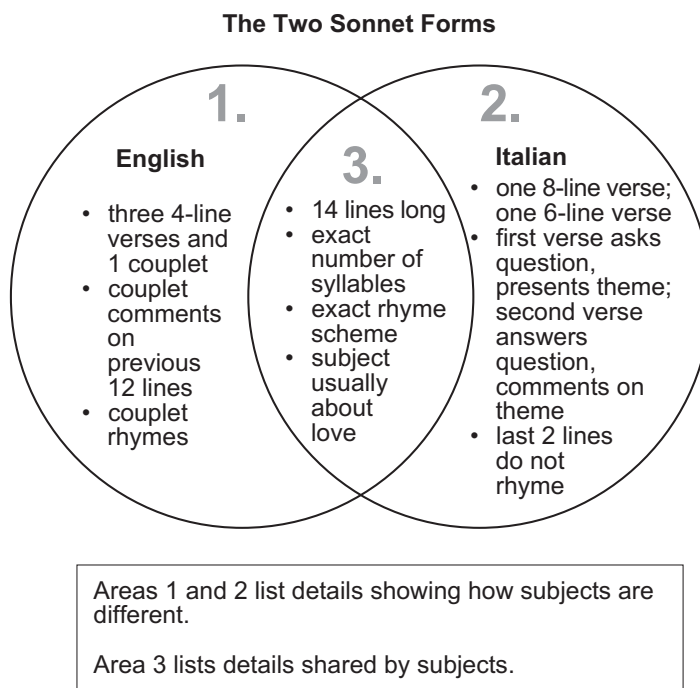 The Two Sonnet Forms
1.
English
• three 4-line
verses and
1 couplet
• couplet
comments
on
previous
12 lines
• couplet
rhymes
3.
• 14 lines long
• exact
number of
syllables
• exact rhyme
scheme
• subject
usually
about
love
2.
Italian
• one 8-line verse;
one 6-line verse
• first verse asks
question,
presents theme;
second verse
answers
question,
comments on
theme
• last 2 lines
do not
rhyme
Areas 1 and 2 list details showing how subjects are
different.
Area 3 lists details shared by subjects.